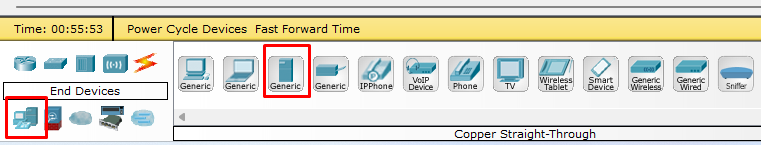 Time: 00:55:53 Power Cycle Devices Fast Forward Time
End Devices
Generic Generic Generic Generic IPPhone VoIP Device Phone TV Wireless Tablet Smart Device Generic Wireless Generic Wired Sniffer
Copper Straight-Through